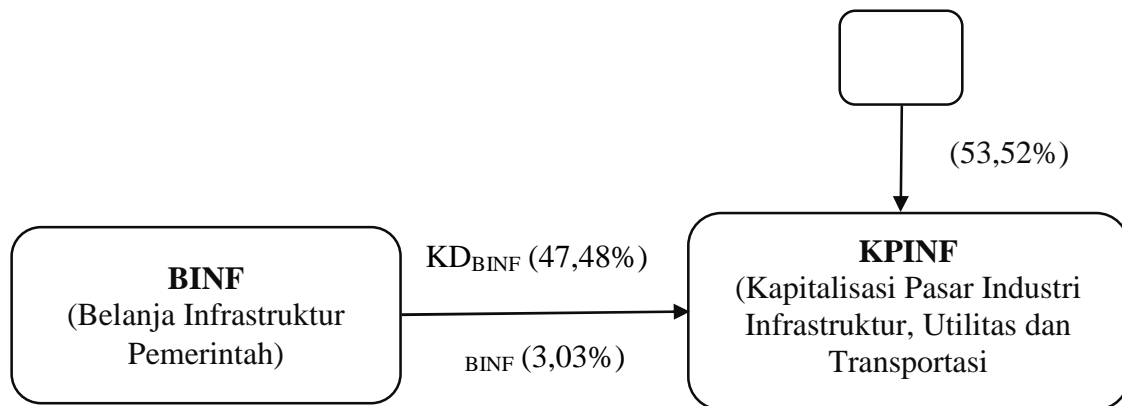 (53,52%)
KD_BINF (47,48%)
BINF (3,03%)
BINF
(Belanja Infrastruktur
Pemerintah)
KPINF
(Kapitalisasi Pasar Industri
Infrastruktur, Utilitas dan
Transportasi